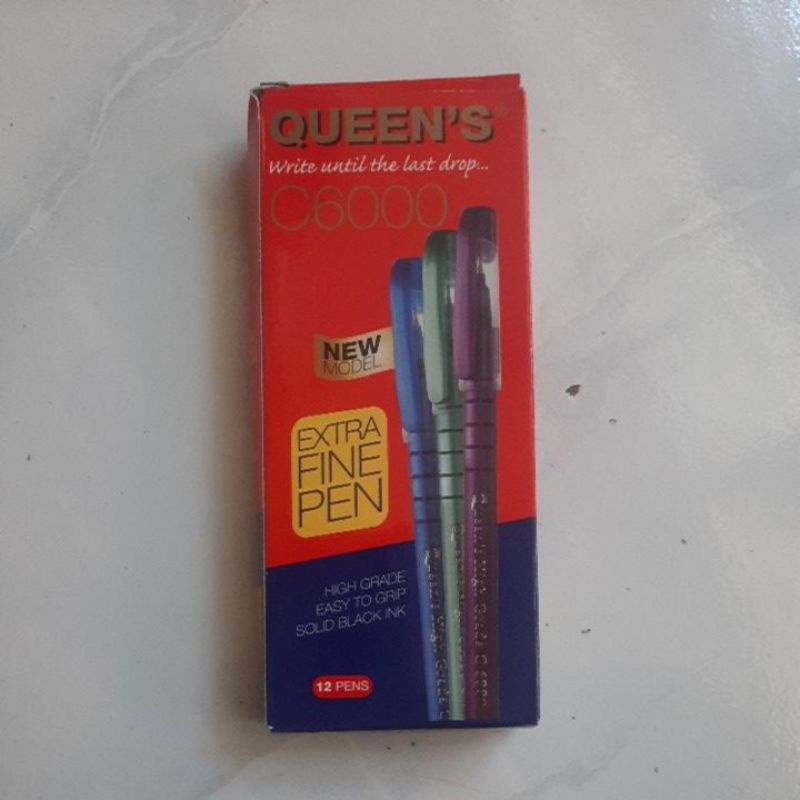 QUEEN'S®
Write until the last drop...
C6000
NEW
MODEL
EXTRA
FINE
PEN
HIGH GRADE
EASY TO GRIP
SOLID BLACK INK
12 PENS